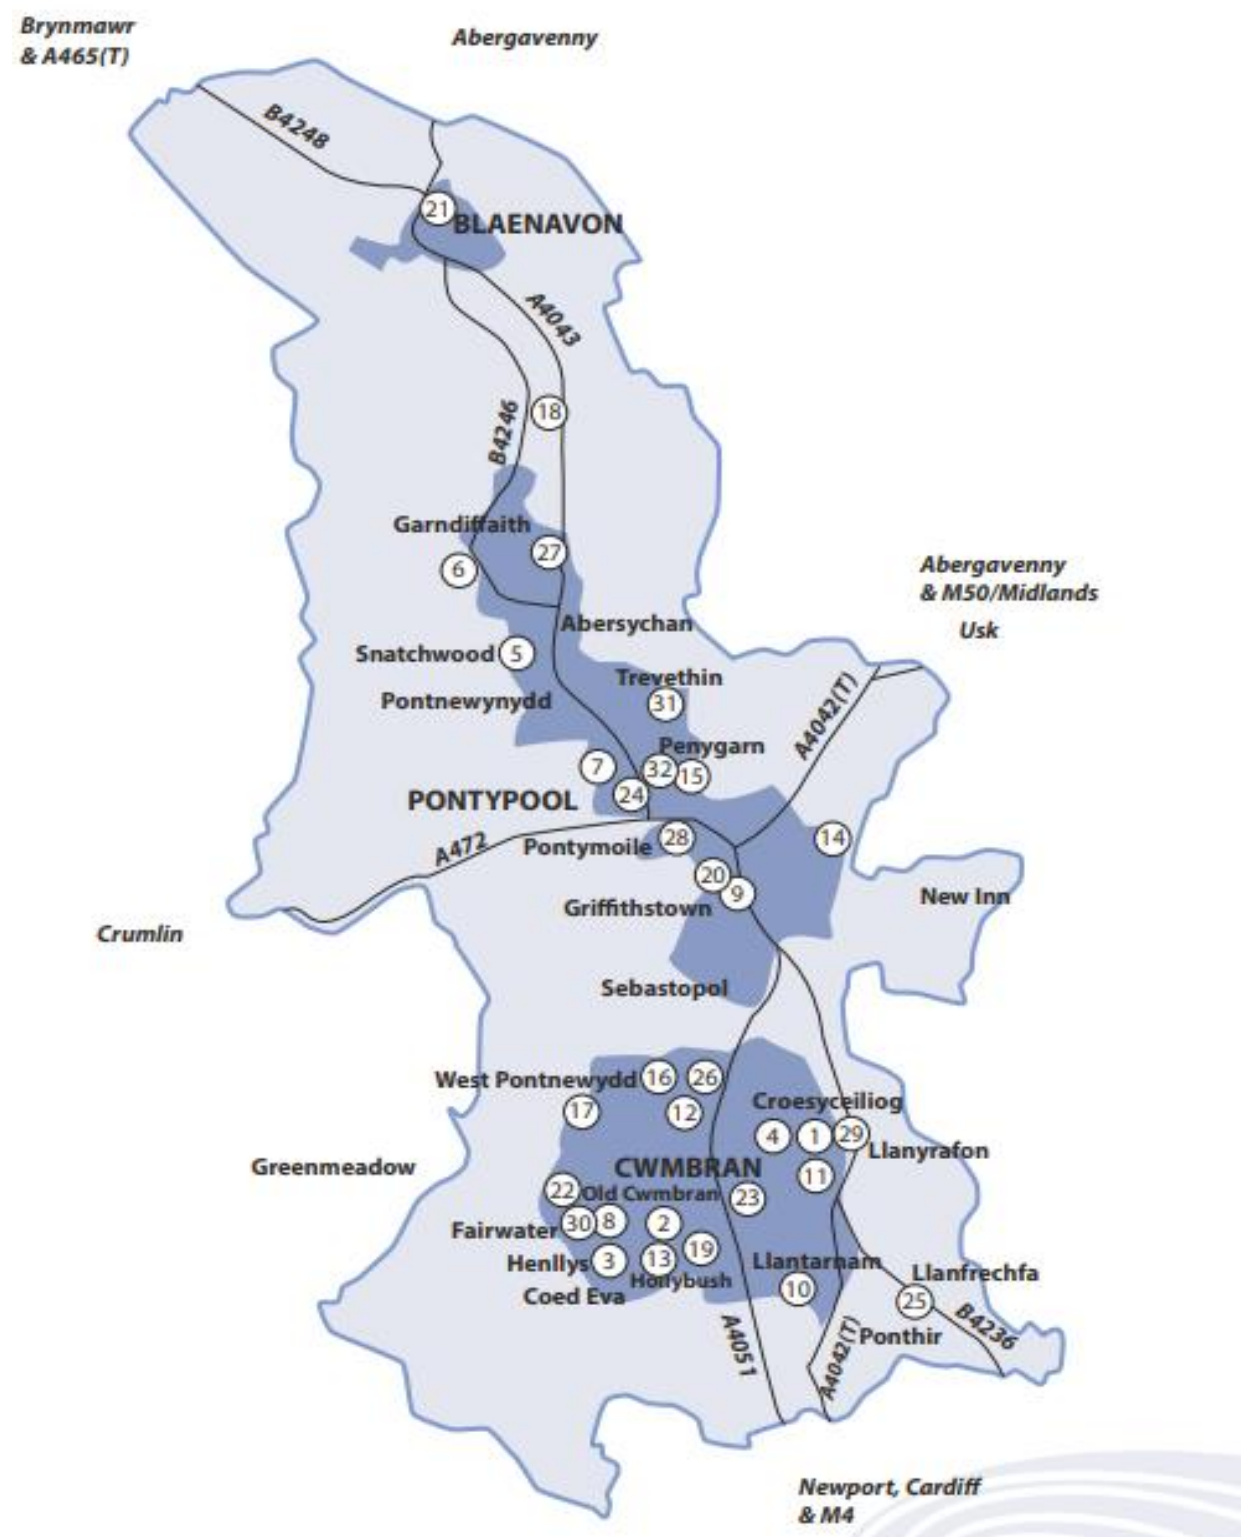 Brynmawr
& A465(T)
Abergavenny
B4248
21
BLAENAVON
A4043
18
B4246
Garndiffaith
27
6
Abergavenny
& M50/Midlands
Usk
Abersychan
Snatchwood
5
Trevethin
31
Pontnewynydd
A4042(T)
Penygarn
7
32
15
24
PONTYPOOL
A472
Pontymoile
28
14
20
9
New Inn
Griffithstown
Crumlin
Sebastopol
West Pontnewydd
16
26
17
12
Croesyceiliog
4
1
29
Llanyrafon
Greenmeadow
CWMBRAN
11
22
Old Cwmbran
23
Fairwater
30
8
2
19
Henllys
3
13
Llantarnam
Hollybush
Coed Eva
10
Llanfrechfa
25
B4236
Ponthir
A4051
A4042(T)
Newport, Cardiff
& M4